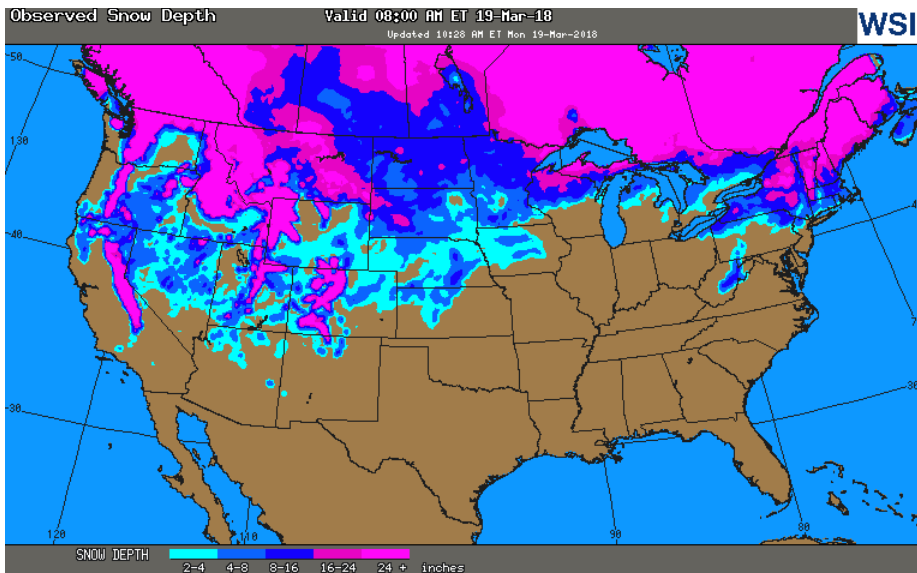 Observed Snow Depth Valid 08:00 AM ET 19-Mar-18
Updated 10:28 AM ET Mon 19-Mar-2018
WSI
50
130
40
30
120
110
90
80
SNOW DEPTH
2-4 4-8 8-16 16-24 24 + inches